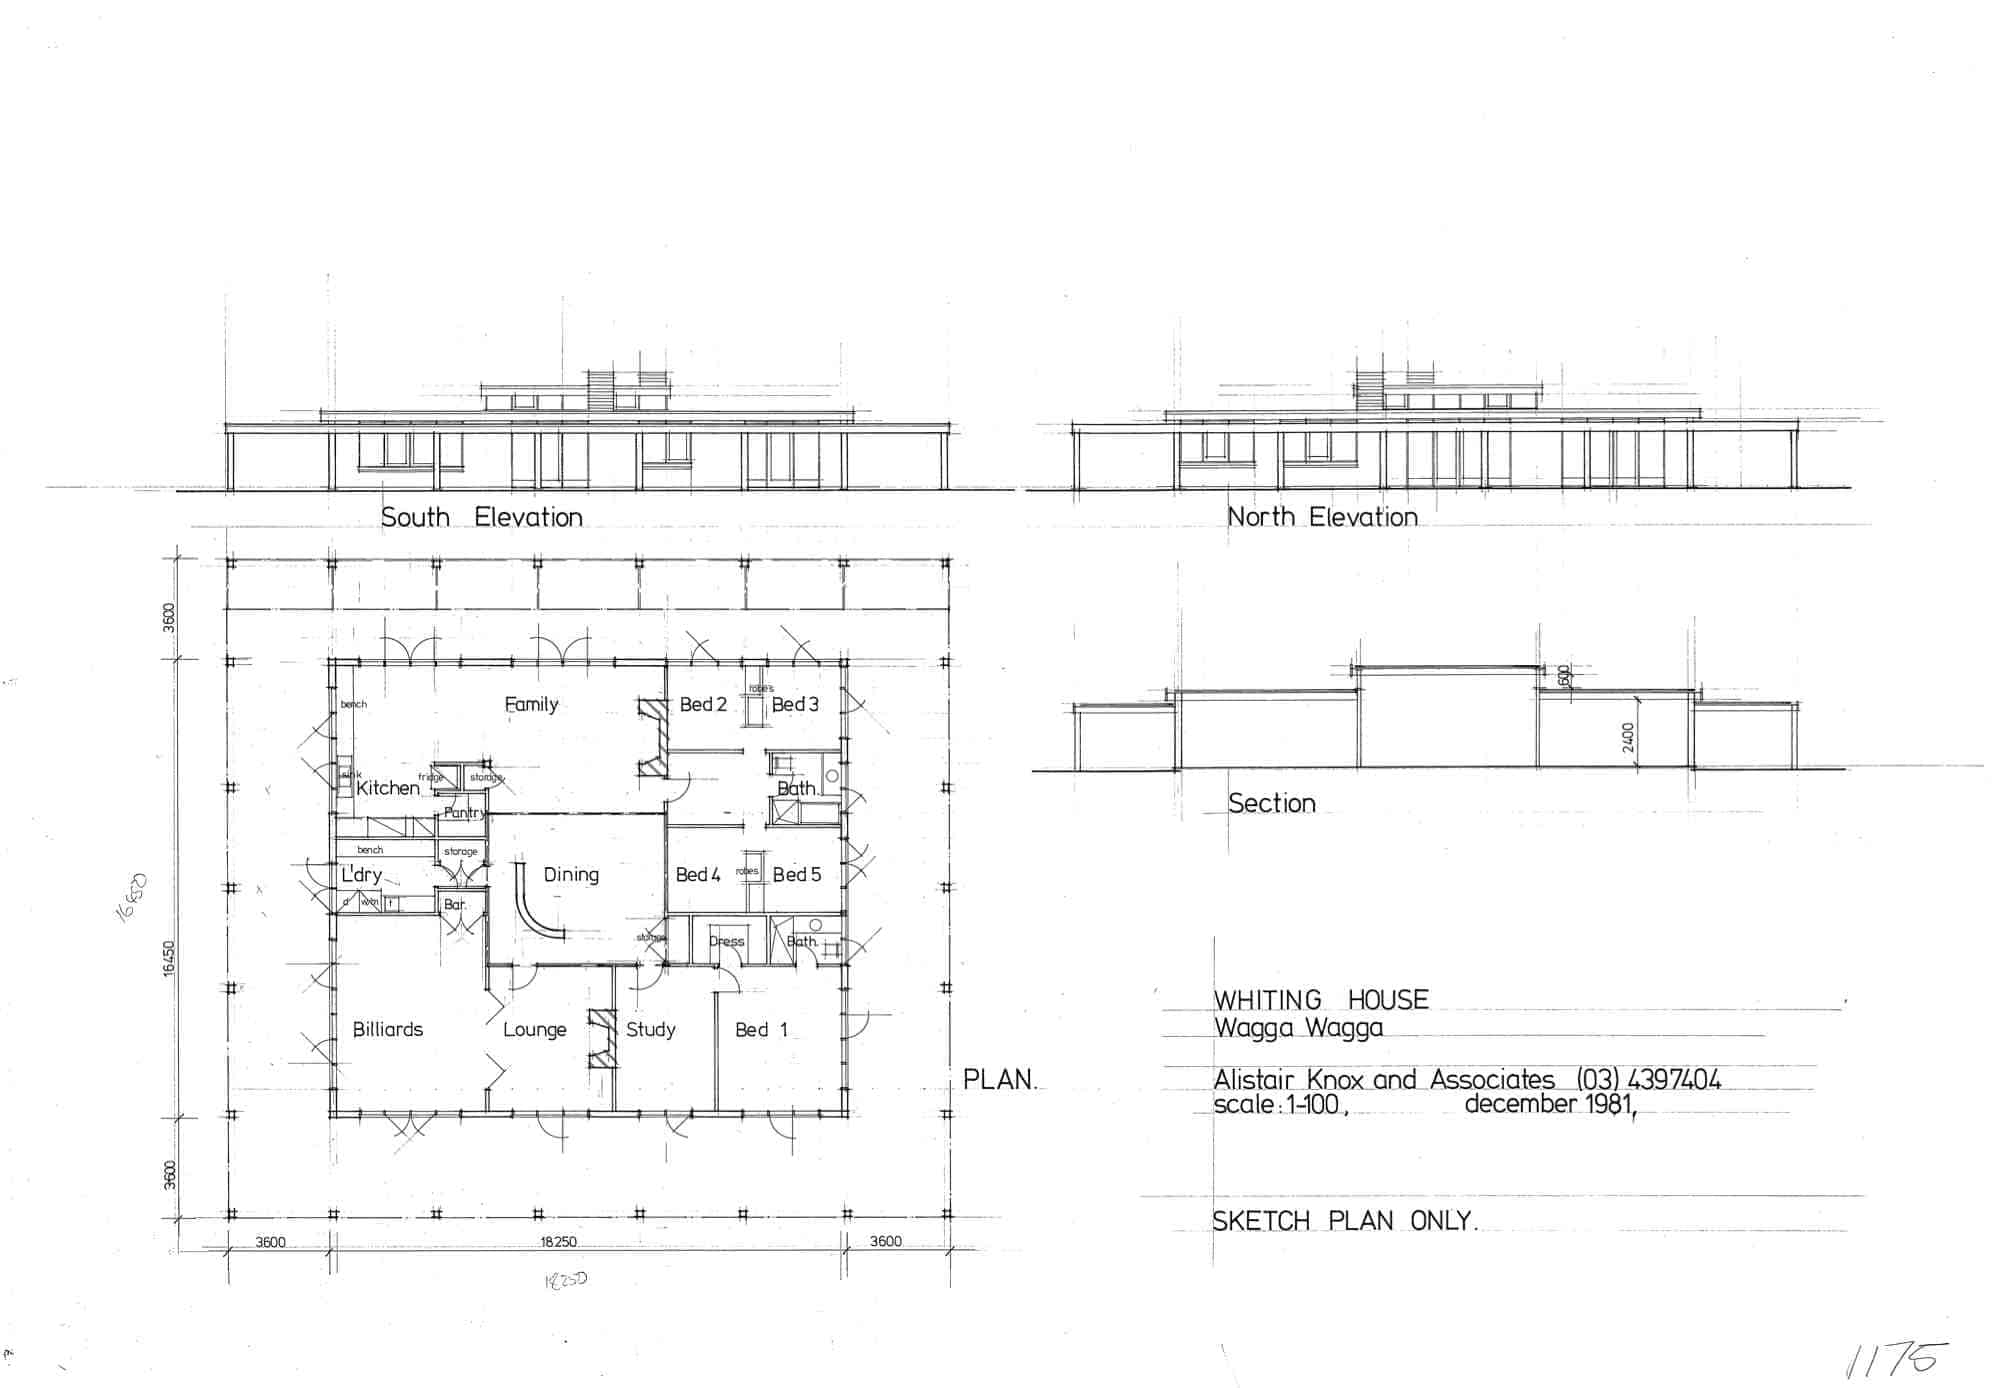 South Elevation
North Elevation
3600
Family
robes
Bed 2
Bed 3
bench
600
2400
sink
fridge
storage
Kitchen
Bath.
Pantry
Section
bench
storage
L'dry
Dining
Bed 4
robes
Bed 5
d
w/m
t
Bar.
storage
Dress
Bath.
16450
16450
Billiards
Lounge
Study
Bed 1
PLAN.
3600
3600
18250
3600
18250
WHITING HOUSE
Wagga Wagga
Alistair Knox and Associates (03) 4397404
scale: 1-100, december 1981,
SKETCH PLAN ONLY.
1175